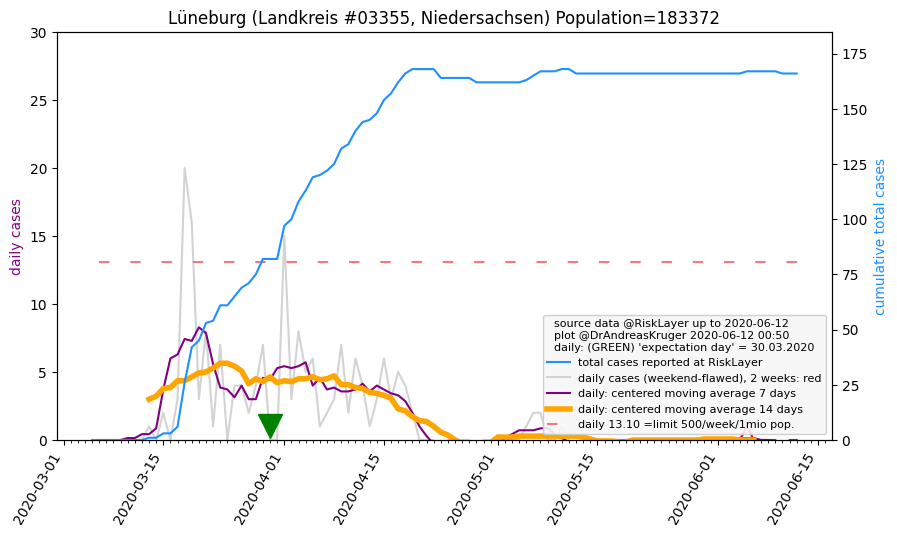 Lüneburg (Landkreis #03355, Niedersachsen) Population=183372
30
25
20
15
10
5
0
daily cases
175
150
125
100
75
50
25
0
cumulative total cases
source data @RiskLayer up to 2020-06-12
plot @DrAndreasKruger 2020-06-12 00:50
daily: (GREEN) 'expectation day' = 30.03.2020
total cases reported at RiskLayer
daily cases (weekend-flawed), 2 weeks: red
daily: centered moving average 7 days
daily: centered moving average 14 days
daily 13.10 =limit 500/week/1mio pop.
2020-03-01
2020-03-15
2020-04-01
2020-04-15
2020-05-01
2020-05-15
2020-06-01
2020-06-15